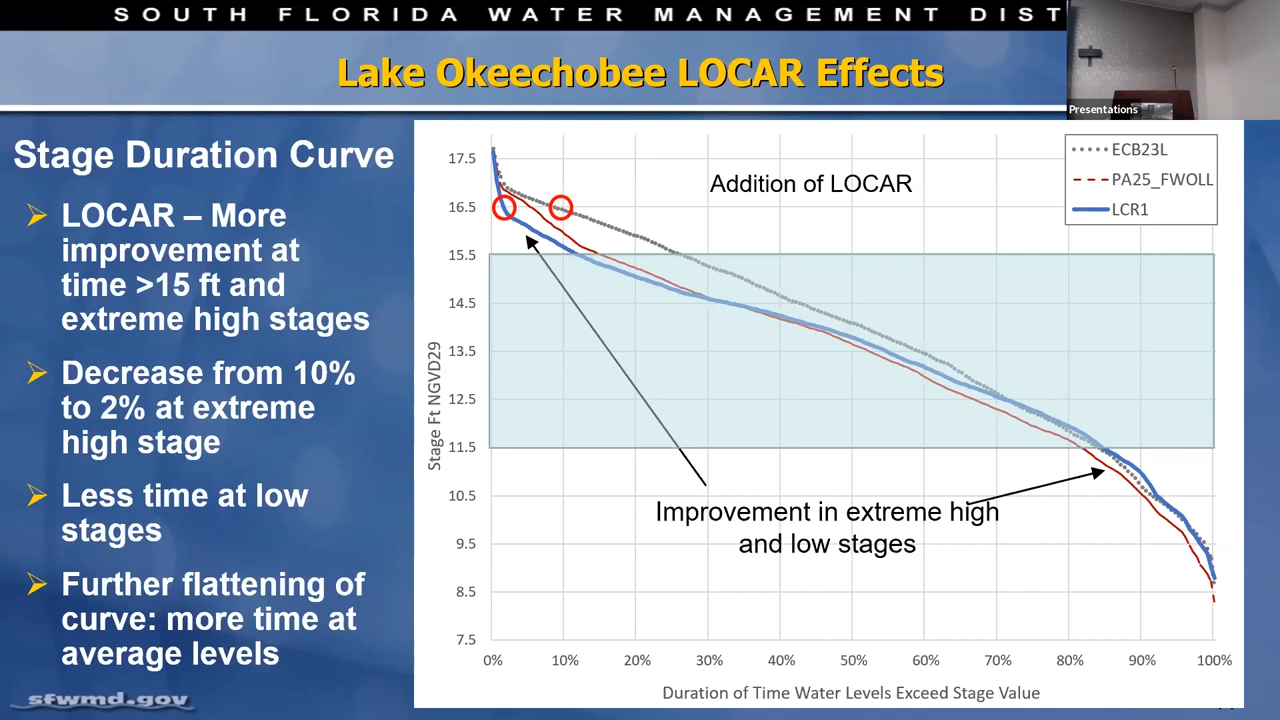 SOUTH FLORIDA WATER MANAGEMENT DIST
Presentations
Lake Okeechobee LOCAR Effects
Stage Duration Curve
LOCAR – More
improvement at
time >15 ft and
extreme high stages
Decrease from 10%
to 2% at extreme
high stage
Less time at low
stages
Further flattening of
curve: more time at
average levels
sfwmd.gov
Addition of LOCAR
ECB23L
PA25_FWOLL
LCR1
Stage Ft NGVD29
17.5
16.5
15.5
14.5
13.5
12.5
11.5
10.5
9.5
8.5
7.5
Improvement in extreme high
and low stages
0% 10% 20% 30% 40% 50% 60% 70% 80% 90% 100%
Duration of Time Water Levels Exceed Stage Value